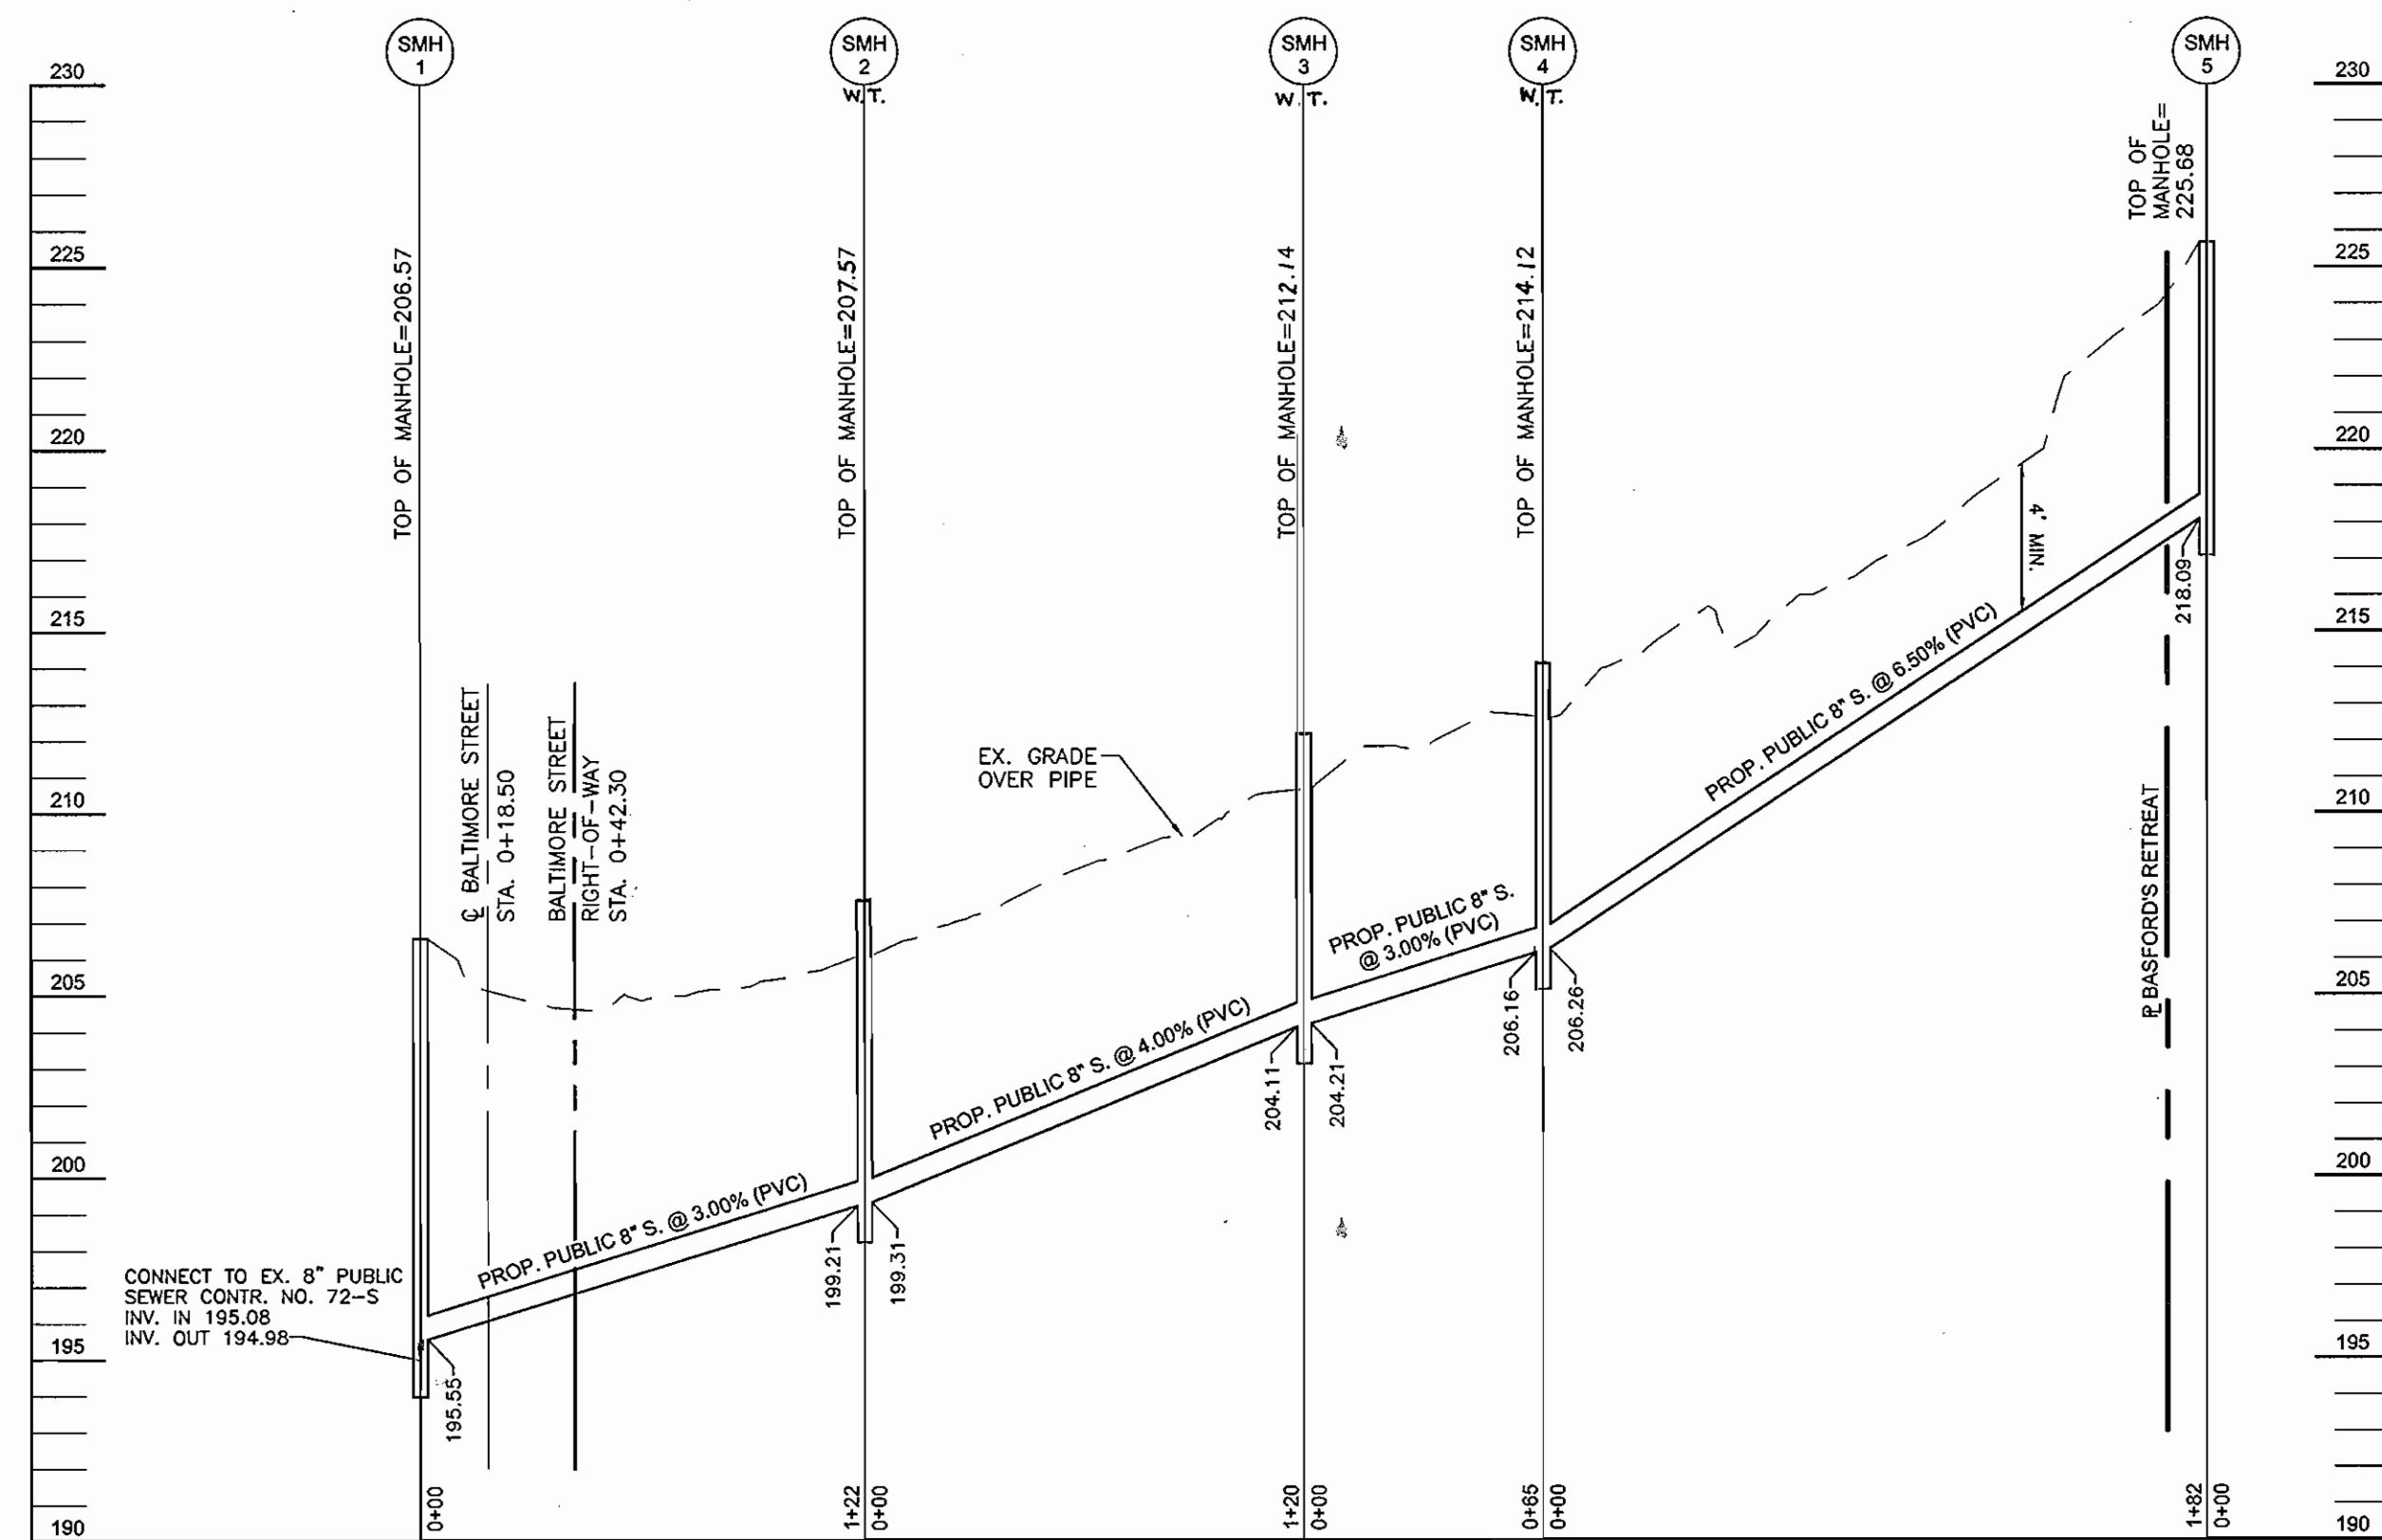 SMH
1
SMH
2
W.T.
SMH
3
W.T.
SMH
4
W.T.
SMH
5
230
225
220
215
210
205
200
195
190
230
225
220
215
210
205
200
195
190
TOP OF MANHOLE=206.57
TOP OF MANHOLE=207.57
TOP OF MANHOLE=212.14
TOP OF MANHOLE=214.12
TOP OF
MANHOLE=
225.68
℄ BALTIMORE STREET
STA. 0+18.50
BALTIMORE STREET
RIGHT-OF-WAY
STA. 0+42.30
EX. GRADE
OVER PIPE
4' MIN.
℄ BASFORD'S RETREAT
PROP. PUBLIC 8" S. @ 3.00% (PVC)
PROP. PUBLIC 8" S. @ 4.00% (PVC)
PROP. PUBLIC 8" S.
@ 3.00% (PVC)
PROP. PUBLIC 8" S. @ 6.50% (PVC)
CONNECT TO EX. 8" PUBLIC
SEWER CONTR. NO. 72-S
INV. IN 195.08
INV. OUT 194.98
195.55
199.21
199.31
204.11
204.21
206.16
206.26
218.09
0+00
1+22
0+00
1+20
0+00
0+65
0+00
1+82
0+00